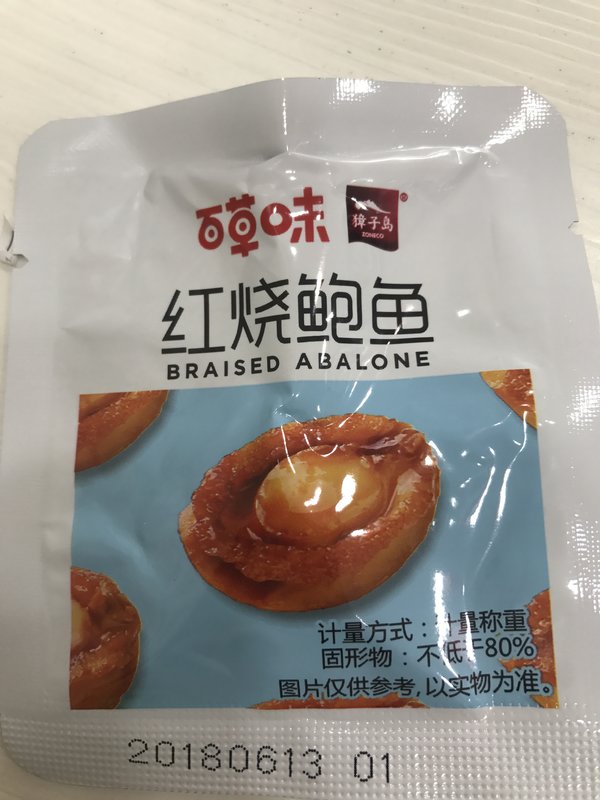 百草味 獐子岛®
ZONECO
红烧鲍鱼
BRAISED ABALONE
计量方式：计量称重
固形物：不低于80%
图片仅供参考,以实物为准。
20180613 01